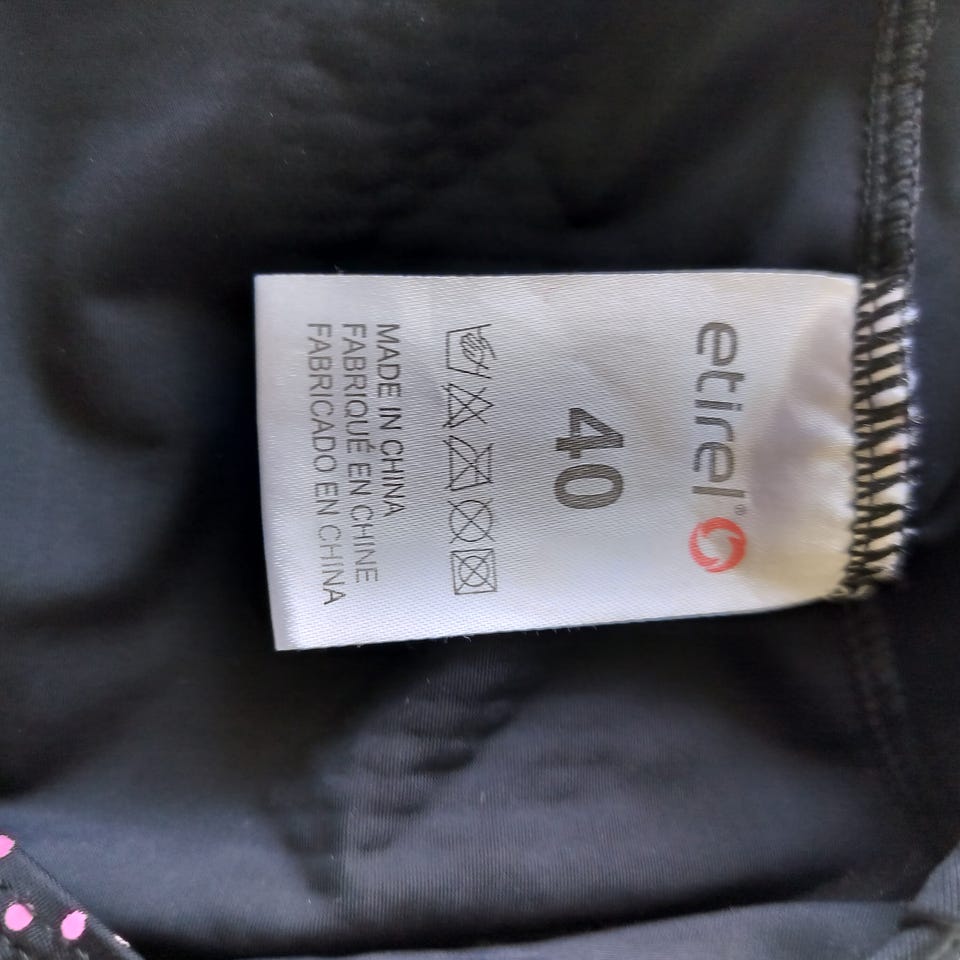 etirel®
40
MADE IN CHINA
FABRIQUÉ EN CHINE
FABRICADO EN CHINA